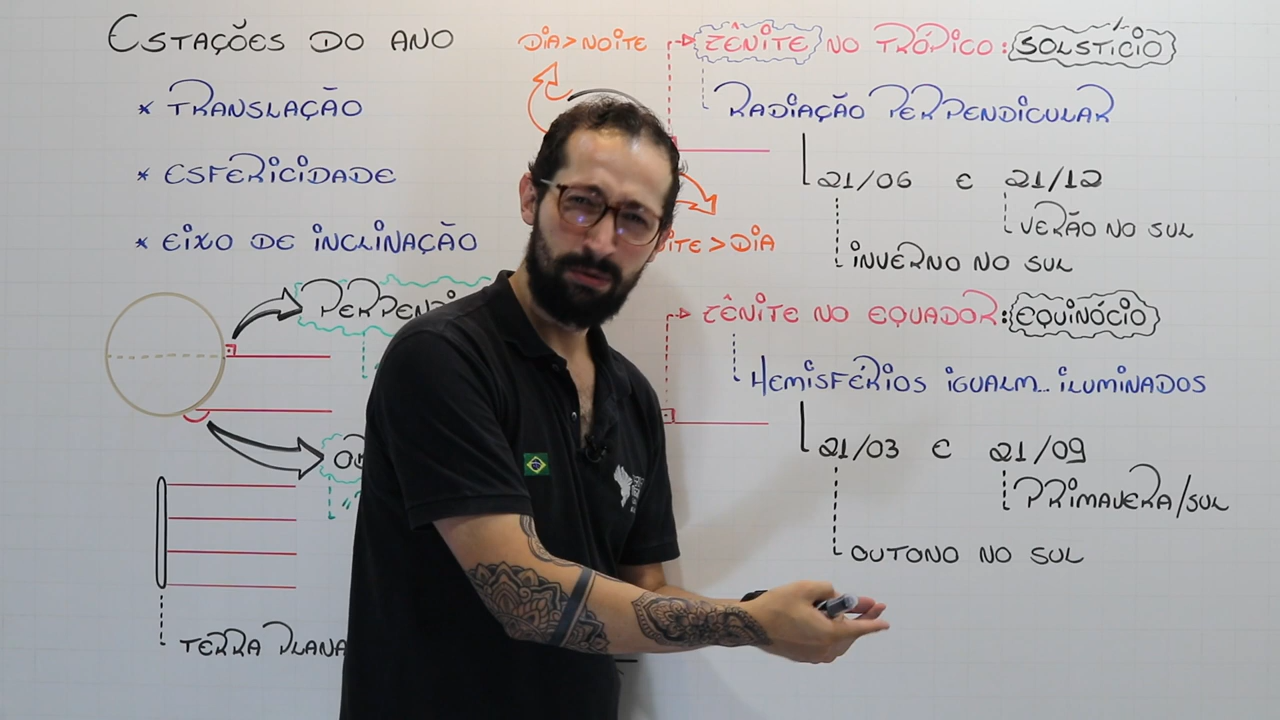 ESTAÇÕES DO ANO
* TRANSLAÇÃO
* ESFERICIDADE
* EIXO DE INCLINAÇÃO
TERRA PLANA
DIA > NOITE
> DIA
ZÊNITE NO TRÓPICO: SOLSTÍCIO
RADIAÇÃO PERPENDICULAR
21/06 E 21/12
VERÃO NO SUL
INVERNO NO SUL
ZÊNITE NO EQUADOR: EQUINÓCIO
HEMISFÉRIOS IGUALM... ILUMINADOS
21/03 E 21/09
PRIMAVERA/SUL
OUTONO NO SUL